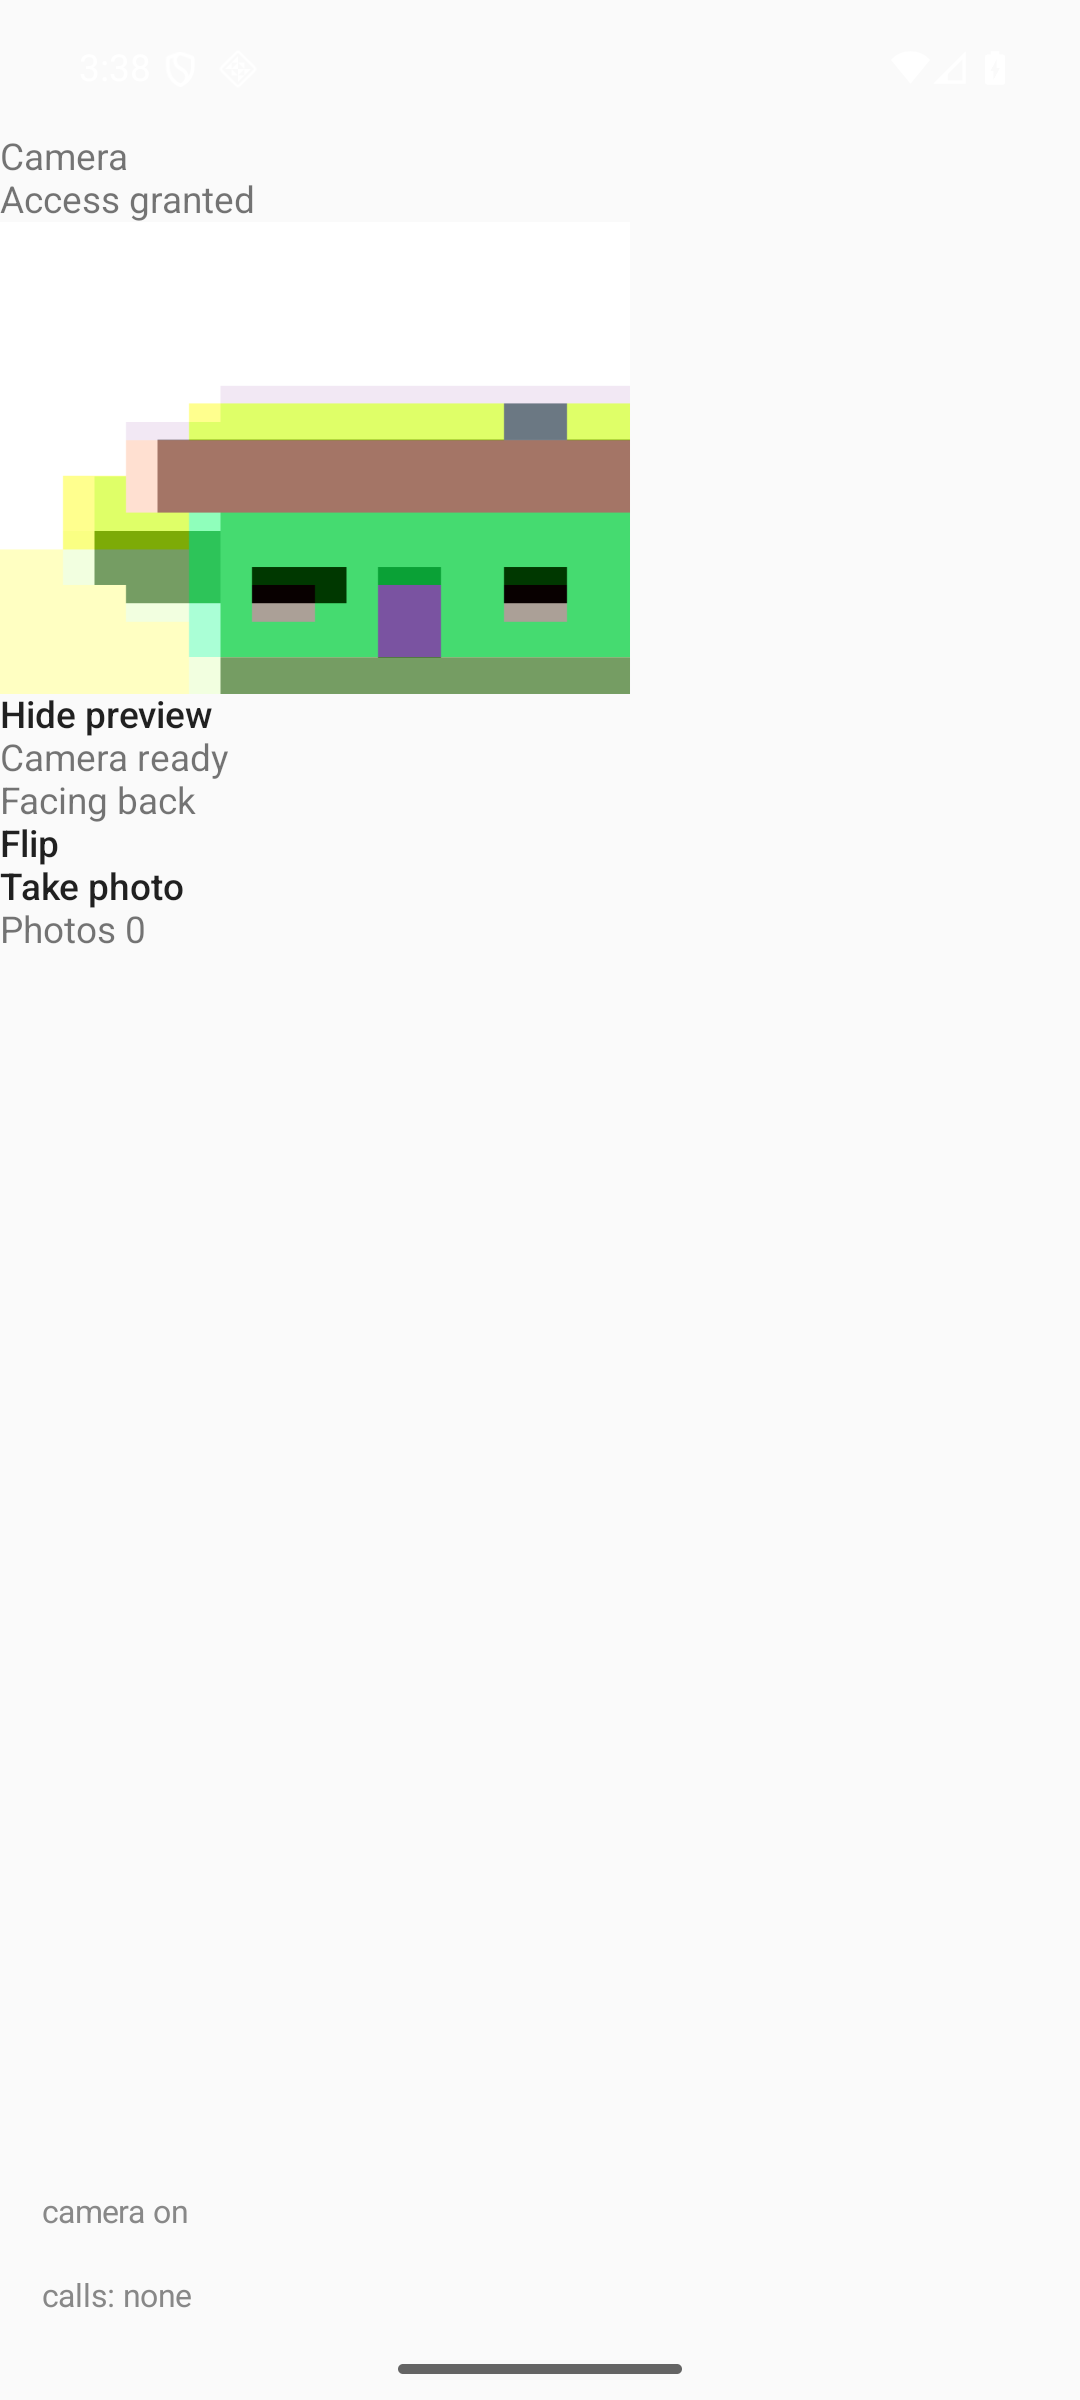 3:38
Camera
Access granted
Hide preview
Camera ready
Facing back
Flip
Take photo
Photos 0
camera on
calls: none